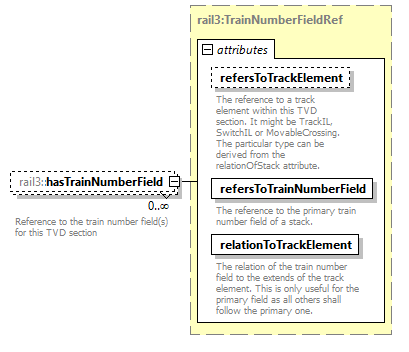 rail3:TrainNumberFieldRef
attributes
refersToTrackElement
The reference to a track
element within this TVD
section. It might be TrackIL,
SwitchIL or MovableCrossing.
The particular type can be
derived from the
relationOfStack attribute.
rail3::hasTrainNumberField
0..∞
Reference to the train number field(s)
for this TVD section
refersToTrainNumberField
The reference to the primary train
number field of a stack.
relationToTrackElement
The relation of the train number
field to the extends of the track
element. This is only useful for the
primary field as all others shall
follow the primary one.